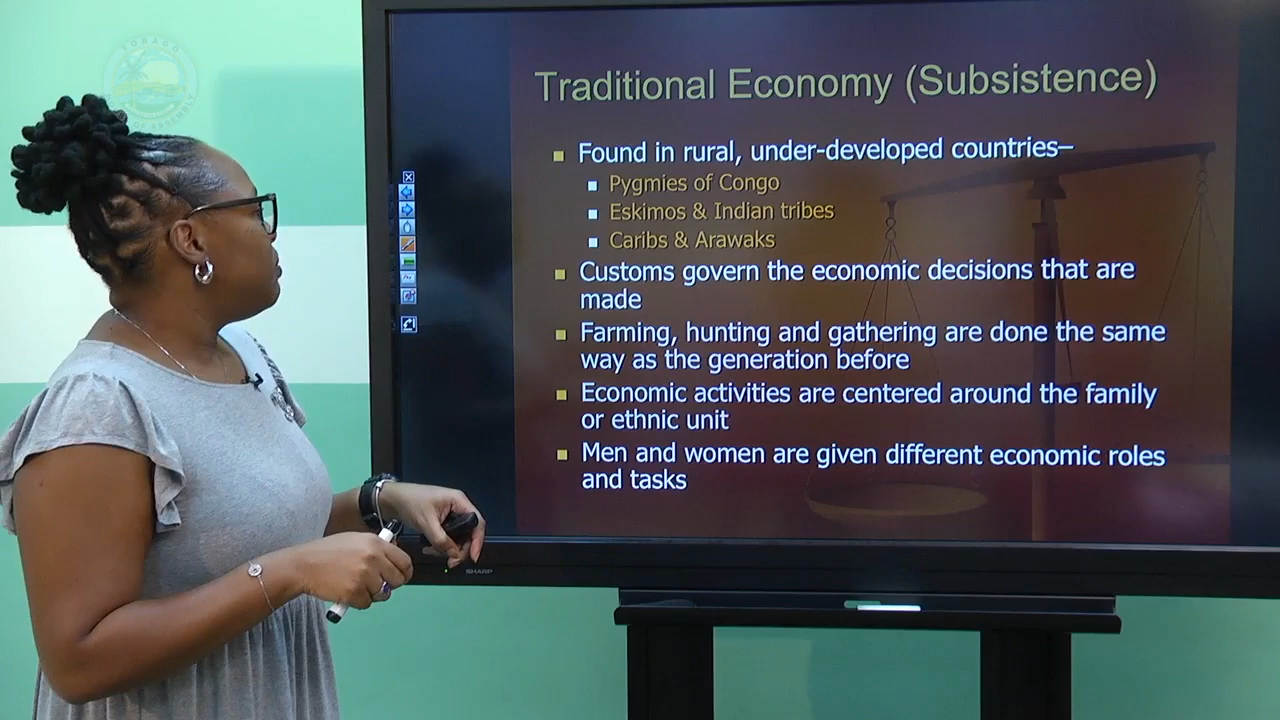 TOBAGO
Traditional Economy (Subsistence)
Found in rural, under-developed countries–
Pygmies of Congo
Eskimos & Indian tribes
Caribs & Arawaks
Customs govern the economic decisions that are
made
Farming, hunting and gathering are done the same
way as the generation before
Economic activities are centered around the family
or ethnic unit
Men and women are given different economic roles
and tasks
SHARP